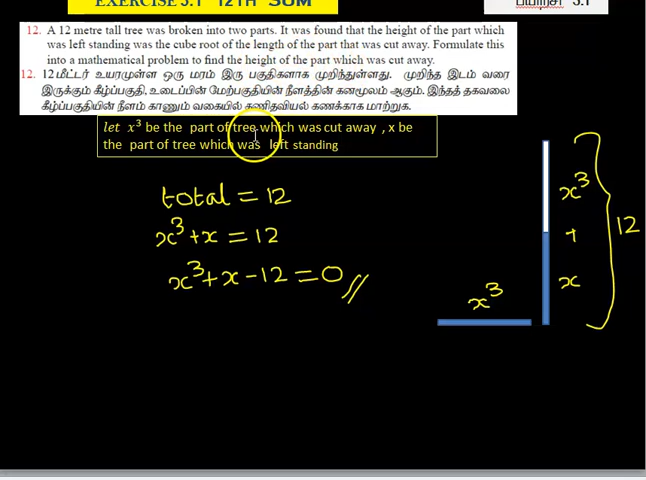 EXERCISE 5.1 12TH SUM
பயிற்சி 5.1
12. A 12 metre tall tree was broken into two parts. It was found that the height of the part which
was left standing was the cube root of the length of the part that was cut away. Formulate this
into a mathematical problem to find the height of the part which was cut away.
12. 12 மீட்டர் உயரமுள்ள ஒரு மரம் இரு பகுதிகளாக முறிந்துள்ளது. முறிந்த இடம் வரை
இருக்கும் கீழ்ப்பகுதி, உடைப்பின் மேற்பகுதியின் நீளத்தின் கனமூலம் ஆகும். இந்தத் தகவலை
கீழ்ப்பகுதியின் நீளம் காணும் வகையில் கணிதவியல் கணக்காக மாற்றுக.
let x³ be the part of tree which was cut away , x be
the part of tree which was left standing
total = 12
x³ + x = 12
x³ + x - 12 = 0 //
x³
x³
+
x
12